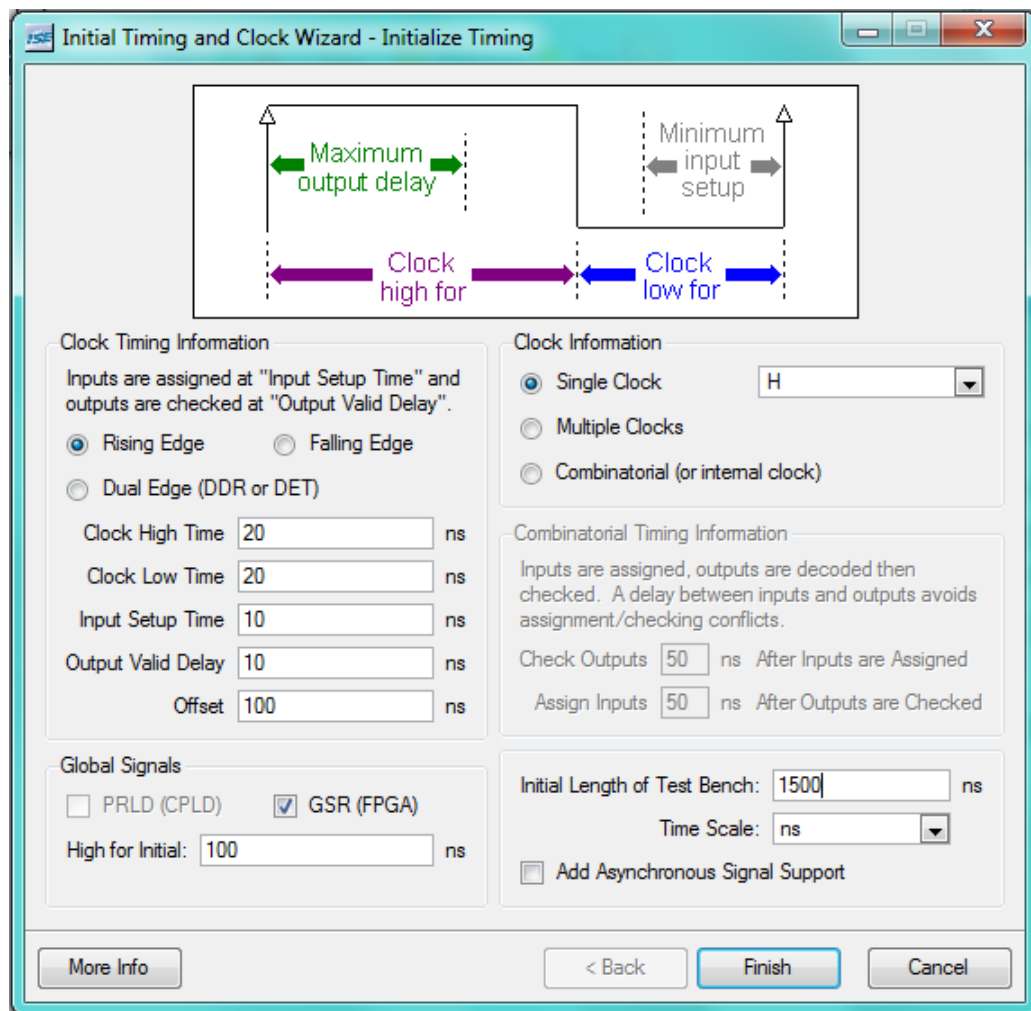 ISE Initial Timing and Clock Wizard - Initialize Timing
Maximum
output delay
Minimum
input
setup
Clock
high for
Clock
low for
Clock Timing Information
Inputs are assigned at "Input Setup Time" and
outputs are checked at "Output Valid Delay".
Rising Edge Falling Edge
Dual Edge (DDR or DET)
Clock High Time 20 ns
Clock Low Time 20 ns
Input Setup Time 10 ns
Output Valid Delay 10 ns
Offset 100 ns
Global Signals
PRLD (CPLD) GSR (FPGA)
High for Initial: 100 ns
Clock Information
Single Clock H
Multiple Clocks
Combinatorial (or internal clock)
Combinatorial Timing Information
Inputs are assigned, outputs are decoded then
checked. A delay between inputs and outputs avoids
assignment/checking conflicts.
Check Outputs 50 ns After Inputs are Assigned
Assign Inputs 50 ns After Outputs are Checked
Initial Length of Test Bench: 1500 ns
Time Scale: ns
Add Asynchronous Signal Support
More Info < Back Finish Cancel